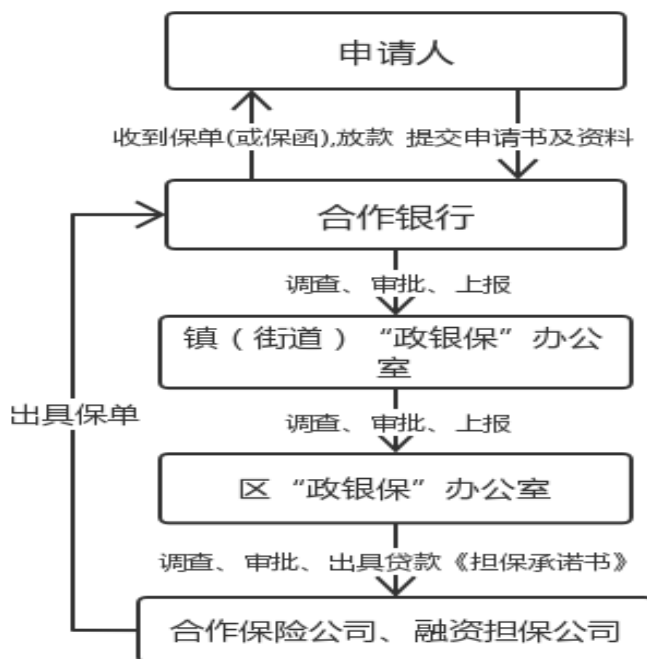 申请人
收到保单(或保函),放款 提交申请书及资料
合作银行
调查、审批、上报
镇（街道）“政银保”办公
室
调查、审批、上报
出具保单
区“政银保”办公室
调查、审批、出具贷款《担保承诺书》
合作保险公司、融资担保公司